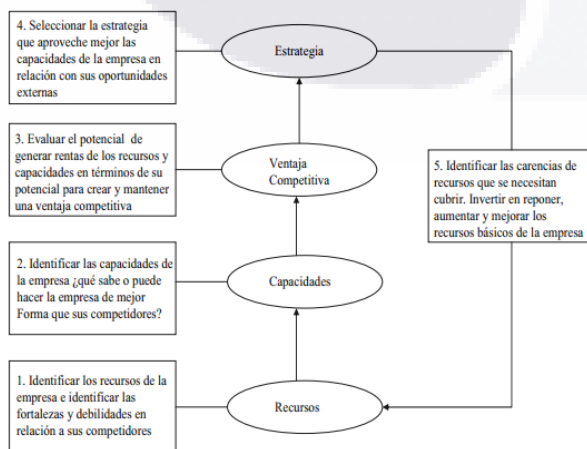 4. Seleccionar la estrategia
que aproveche mejor las
capacidades de la empresa en
relación con sus oportunidades
externas
Estrategia
3. Evaluar el potencial de
generar rentas de los recursos y
capacidades en términos de su
potencial para crear y mantener
una ventaja competitiva
Ventaja
Competitiva
5. Identificar las carencias de
recursos que se necesitan
cubrir. Invertir en reponer,
aumentar y mejorar los
recursos básicos de la empresa
2. Identificar las capacidades de
la empresa ¿qué sabe o puede
hacer la empresa de mejor
Forma que sus competidores?
Capacidades
1. Identificar los recursos de la
empresa e identificar las
fortalezas y debilidades en
relación a sus competidores
Recursos